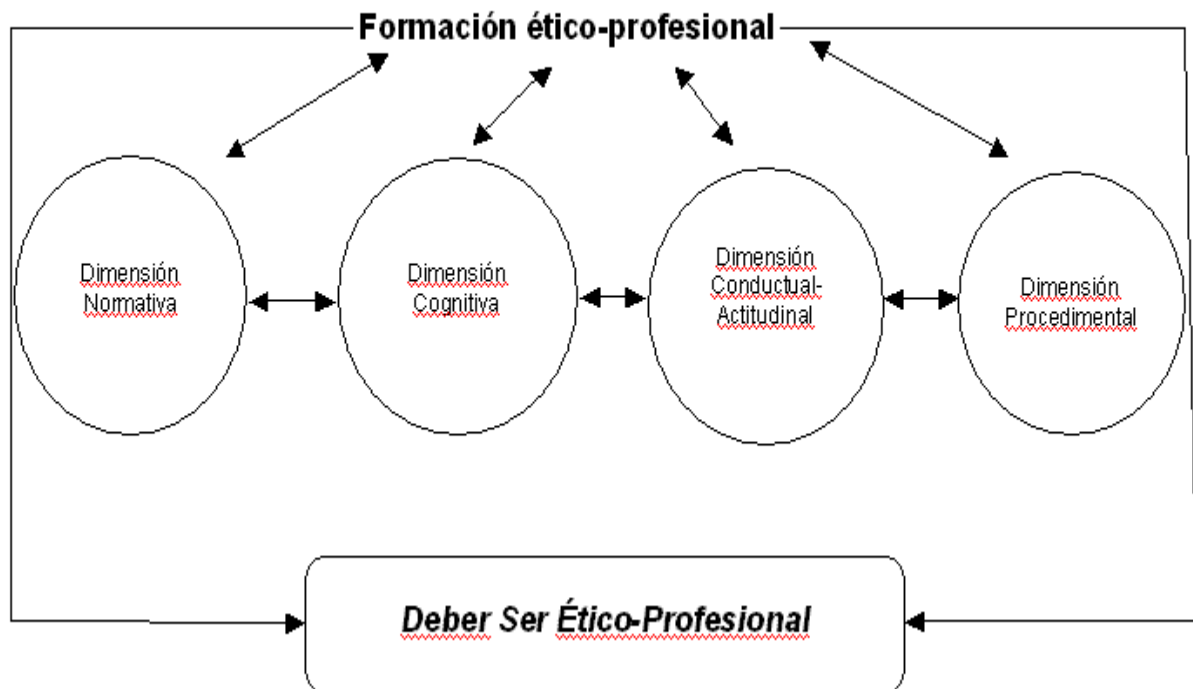 Formación ético-profesional
Dimensión
Normativa
Dimensión
Cognitiva
Dimensión
Conductual-
Actitudinal
Dimensión
Procedimental
Deber Ser Ético-Profesional